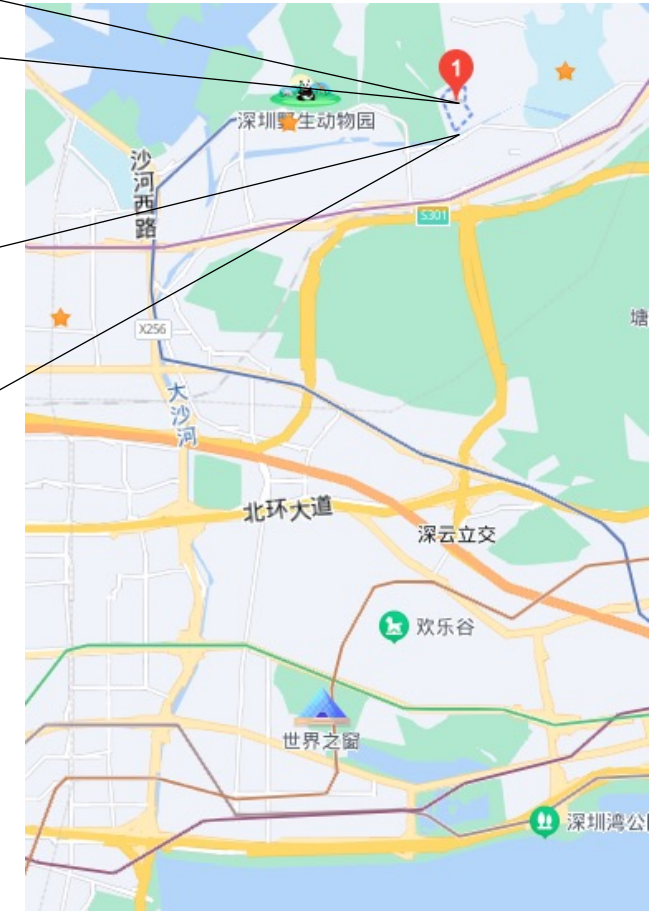 1
深圳野生动物园
沙河西路
S301
塘
X256
大沙河
北环大道
深云立交
欢乐谷
世界之窗
深圳湾公